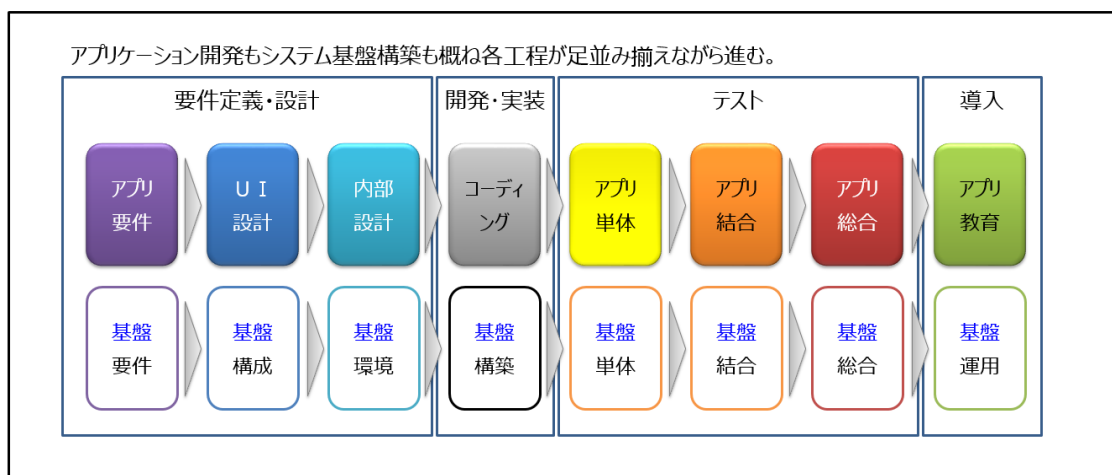 アプリケーション開発もシステム基盤構築も概ね各工程が足並み揃えながら進む。
要件定義・設計
開発・実装
テスト
導入
アプリ
要件
ＵＩ
設計
内部
設計
コーディ
ング
アプリ
単体
アプリ
結合
アプリ
総合
アプリ
教育
基盤
要件
基盤
構成
基盤
環境
基盤
構築
基盤
単体
基盤
結合
基盤
総合
基盤
運用